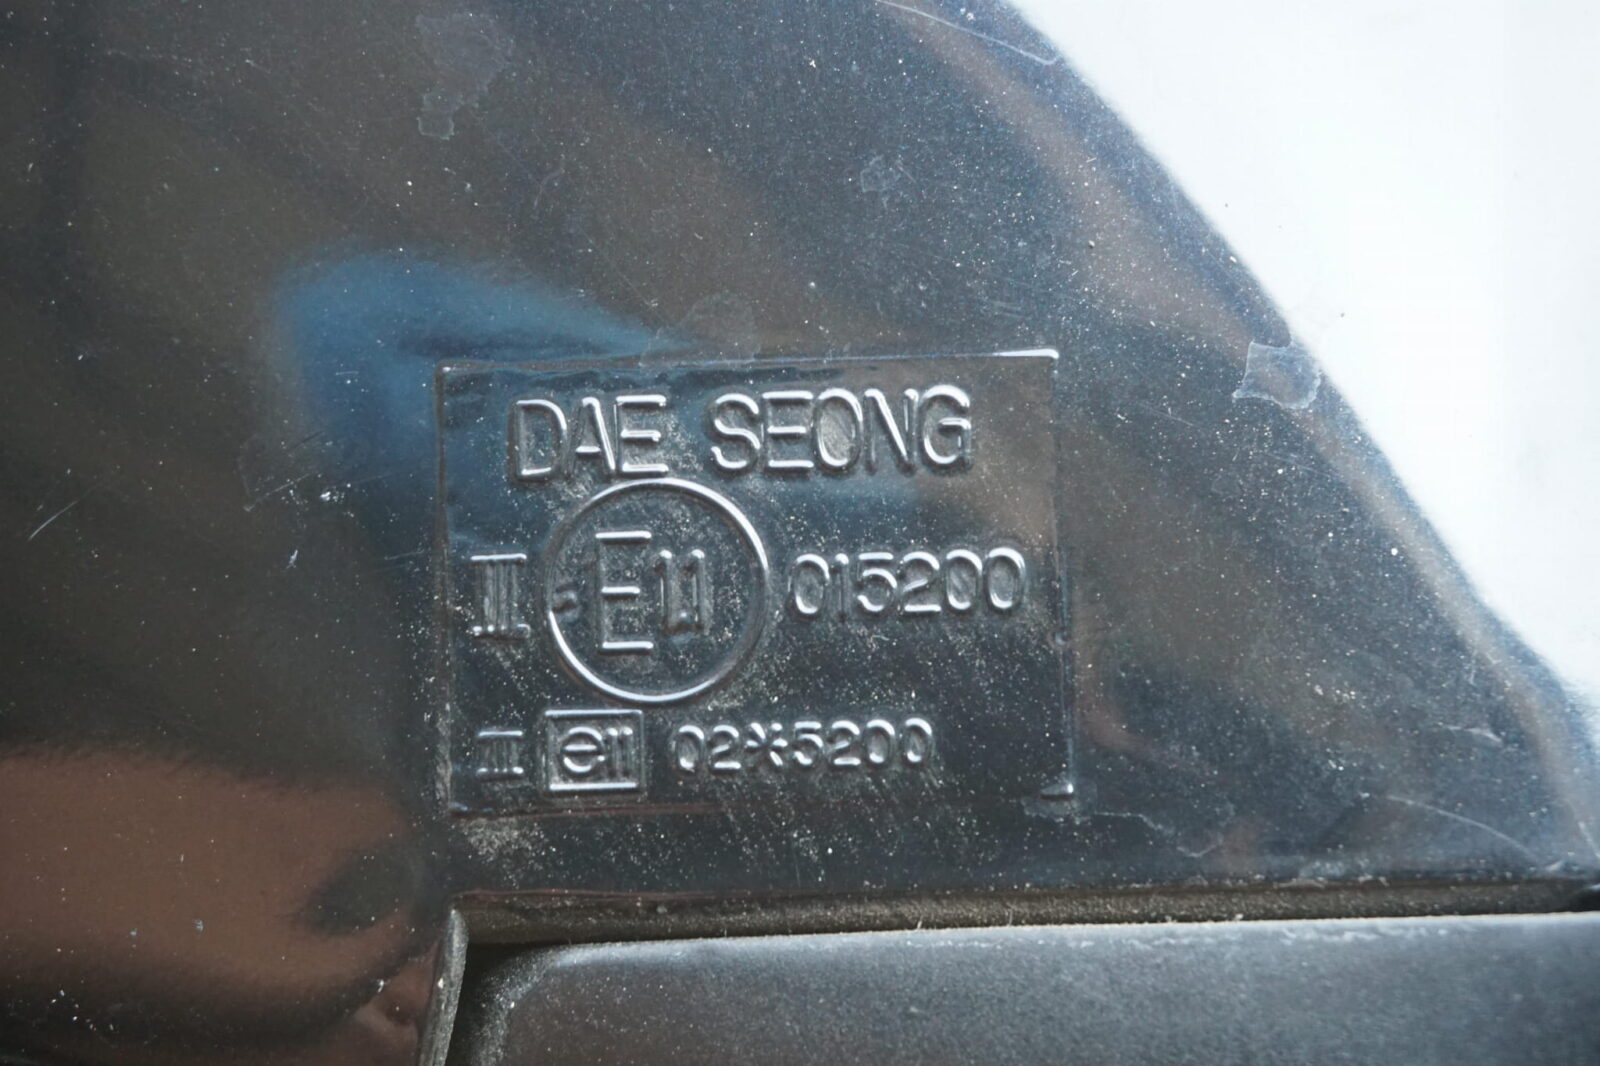 DAE SEONG
III E11 015200
III e11 02*5200